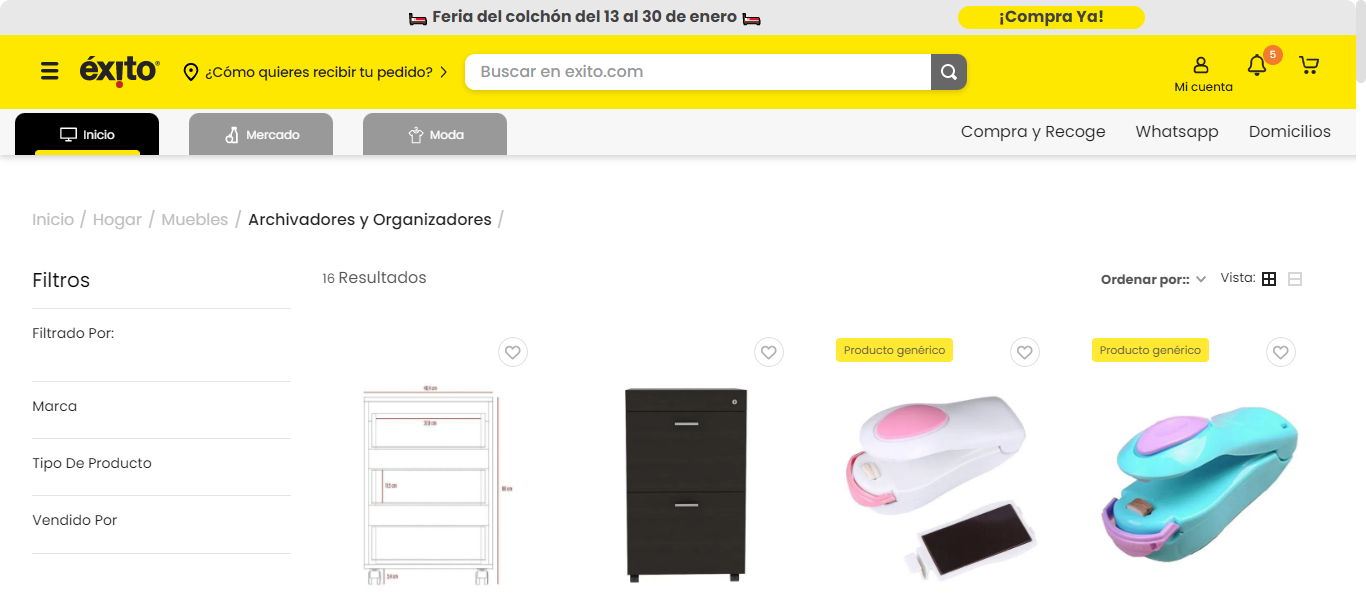 Feria del colchón del 13 al 30 de enero
¡Compra Ya!
éxito
¿Cómo quieres recibir tu pedido?
Buscar en exito.com
5
Mi cuenta
Inicio
Mercado
Moda
Compra y Recoge
Whatsapp
Domicilios
Inicio / Hogar / Muebles / Archivadores y Organizadores /
Filtros
16 Resultados
Ordenar por::
Vista:
Filtrado Por:
Marca
Tipo De Producto
Vendido Por
Producto genérico
Producto genérico